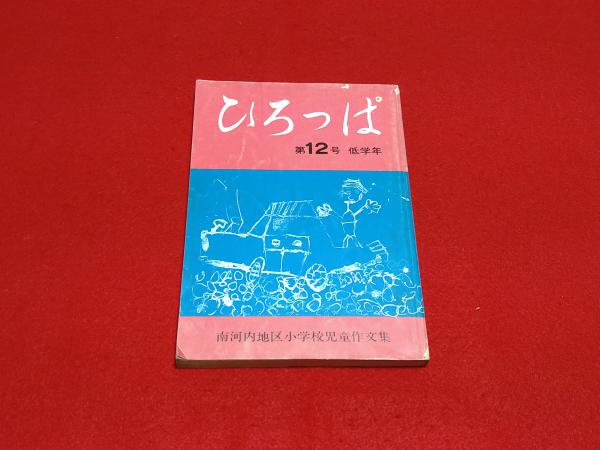 ひろっぱ
第12号 低学年
南河内地区小学校児童作文集